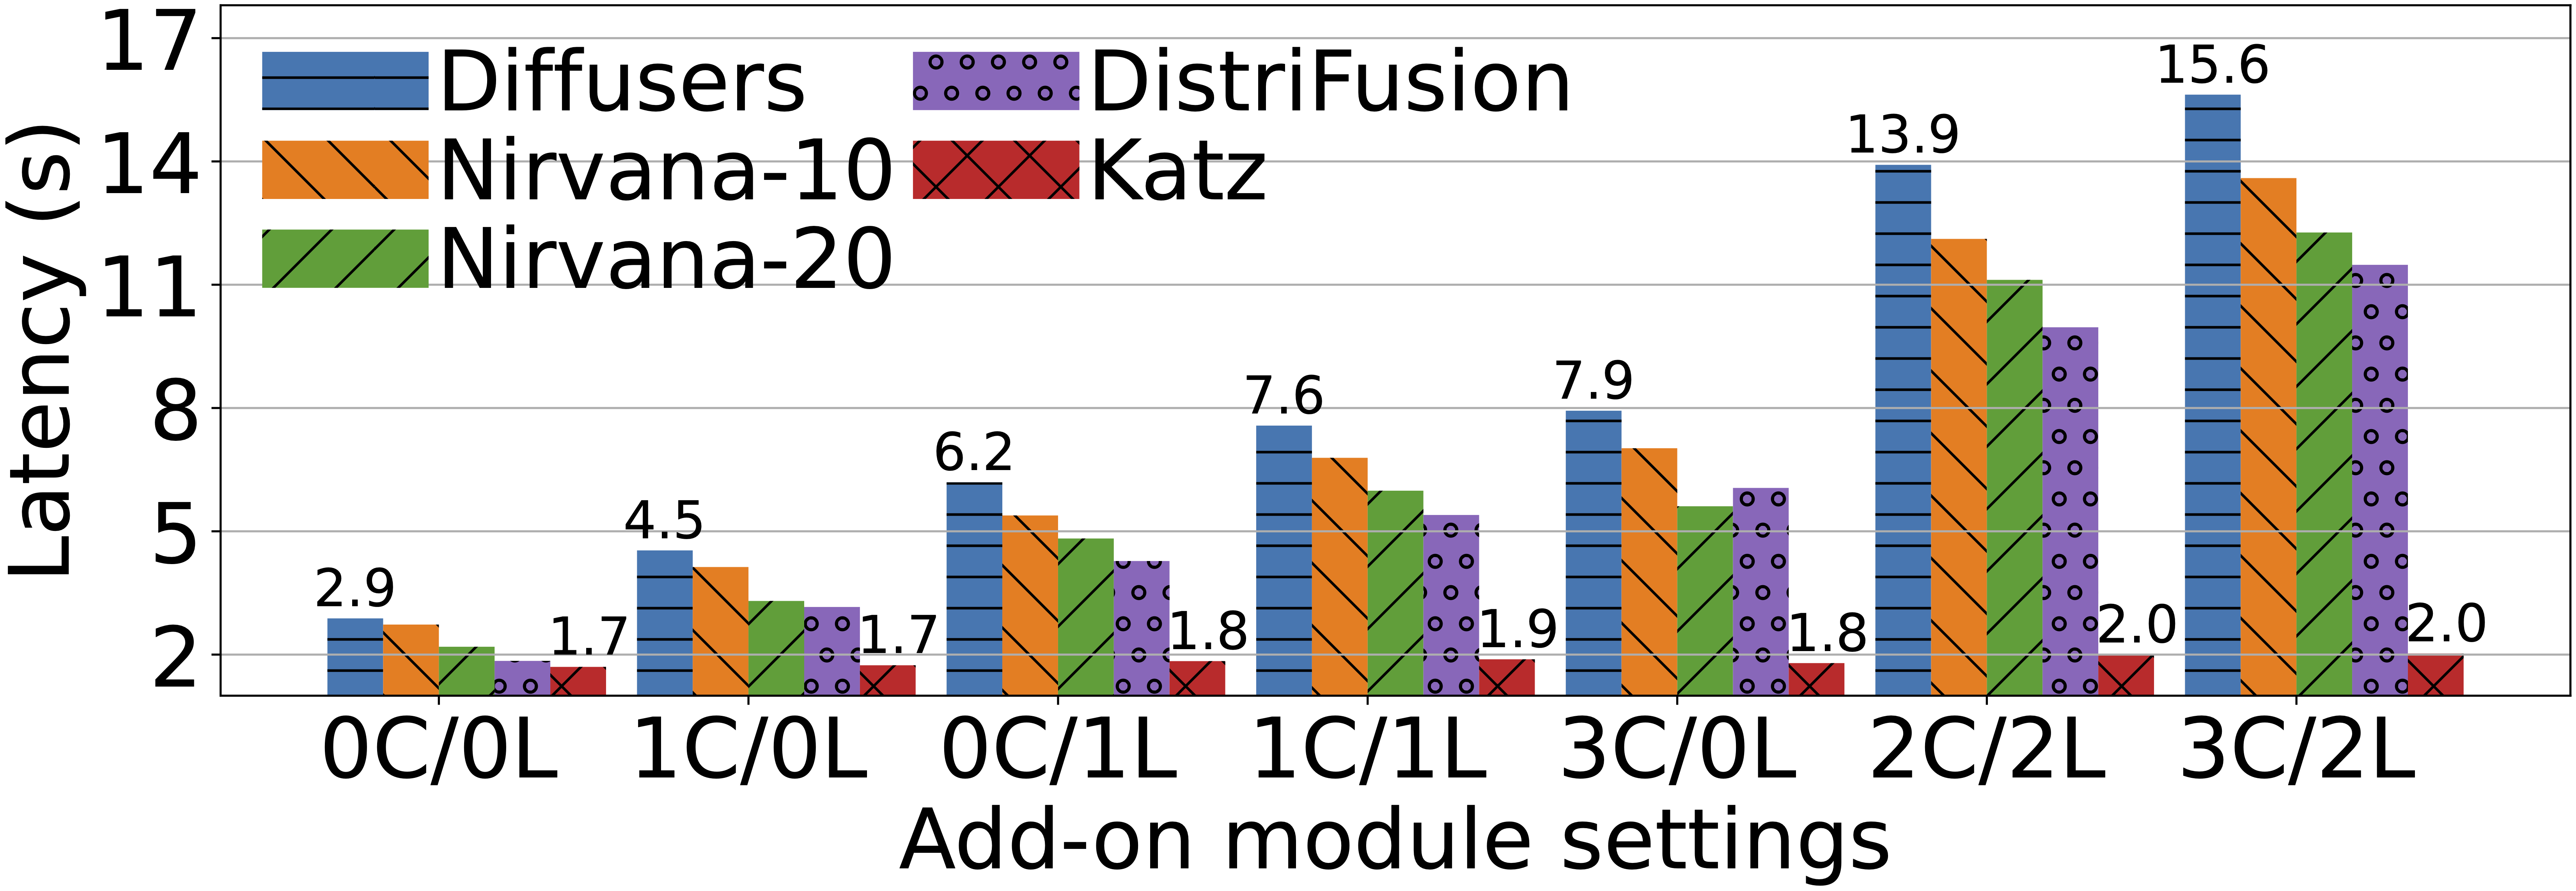 Latency (s)
17
14
11
8
5
2
Diffusers
Nirvana-10
Nirvana-20
DistriFusion
Katz
2.9
1.7
4.5
1.7
6.2
1.8
7.6
1.9
7.9
1.8
13.9
2.0
15.6
2.0
0C/0L 1C/0L 0C/1L 1C/1L 3C/0L 2C/2L 3C/2L
Add-on module settings